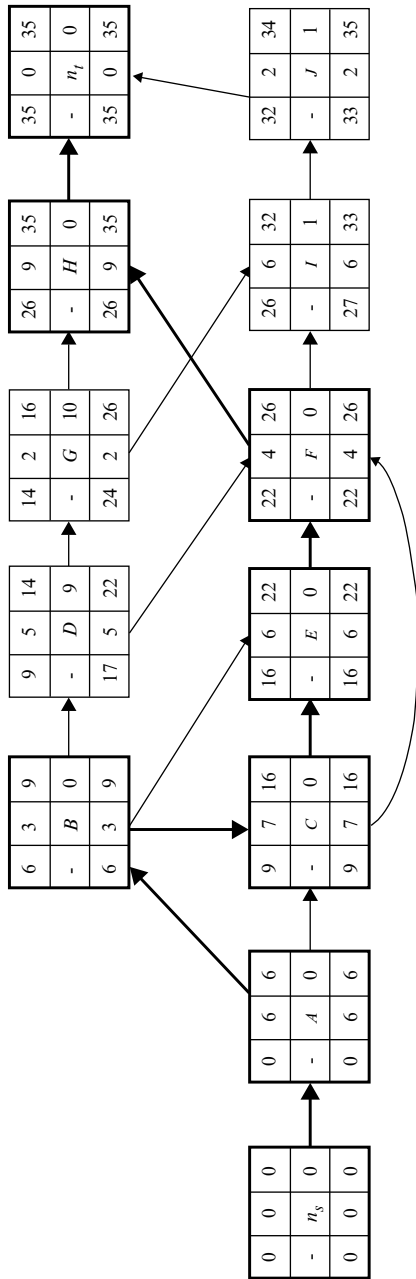 6 3 9
- B 0
6 3 9
9 5 14
- D 9
17 5 22
14 2 16
- G 10
24 2 26
26 9 35
- H 0
26 9 35
35 0 35
- n_t 0
35 0 35
0 0 0
- n_s 0
0 0 0
0 6 6
- A 0
0 6 6
9 7 16
- C 0
9 7 16
16 6 22
- E 0
16 6 22
22 4 26
- F 0
22 4 26
26 6 32
- I 1
27 6 33
32 2 34
- J 1
33 2 35